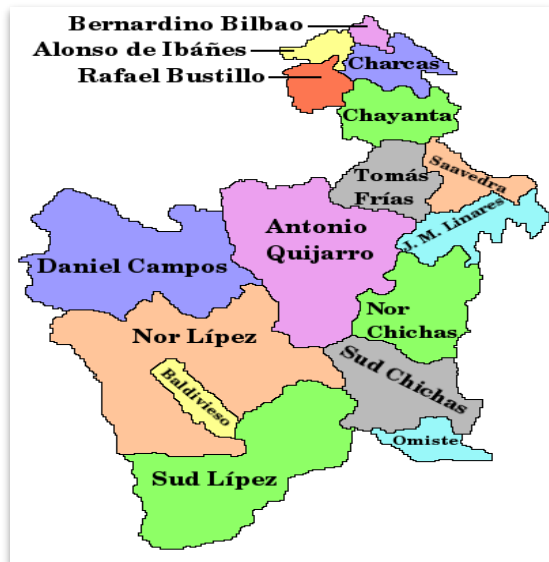 Bernardino Bilbao
Alonso de Ibáñes
Rafael Bustillo
Charcas
Chayanta
Tomás
Frías
Saavedra
J. M. Linares
Antonio
Quijarro
Daniel Campos
Nor
Chichas
Nor Lípez
Sud Chichas
Baldivieso
Omiste
Sud Lípez